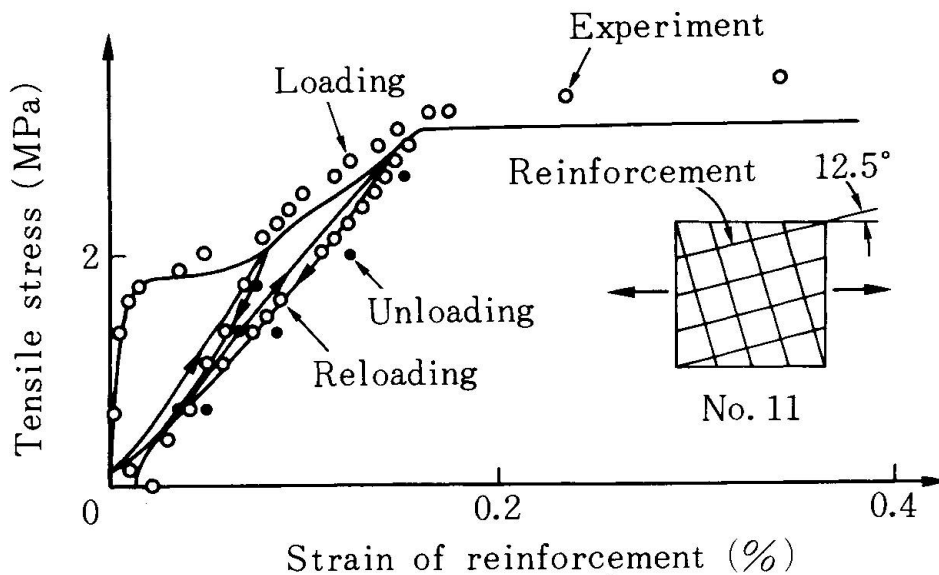 Experiment
Loading
Tensile stress (MPa)
Reinforcement
12.5°
2
Unloading
Reloading
No. 11
0
0.2
0.4
Strain of reinforcement (%)